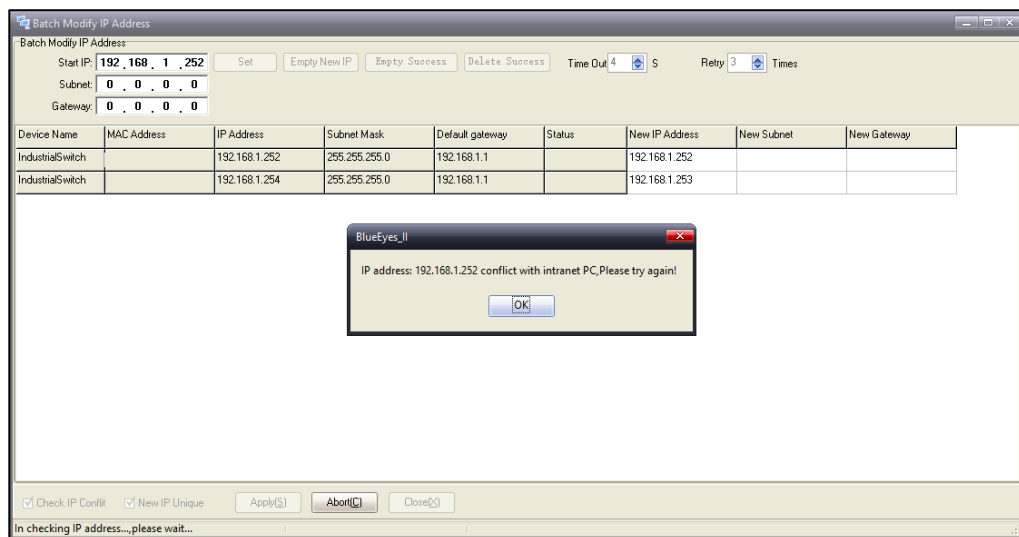 Batch Modify IP Address
Batch Modify IP Address
Start IP: 192 . 168 . 1 . 252 Set Empty New IP Empty Success Delete Success Time Out 4 S Retry 3 Times
Subnet: 0 . 0 . 0 . 0
Gateway: 0 . 0 . 0 . 0
Device Name MAC Address IP Address Subnet Mask Default gateway Status New IP Address New Subnet New Gateway
IndustrialSwitch 192.168.1.252 255.255.255.0 192.168.1.1 192.168.1.252
IndustrialSwitch 192.168.1.254 255.255.255.0 192.168.1.1 192.168.1.253
BlueEyes_II
IP address: 192.168.1.252 conflict with intranet PC,Please try again!
OK
Check IP Conflit New IP Unique Apply(S) Abort(C) Close(X)
In checking IP address...,please wait...